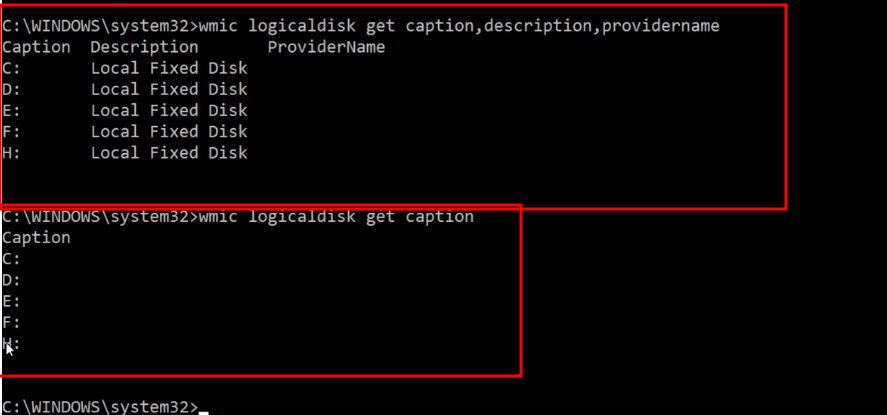 C:\WINDOWS\system32>wmic logicaldisk get caption,description,providername
Caption  Description       ProviderName
C:       Local Fixed Disk
D:       Local Fixed Disk
E:       Local Fixed Disk
F:       Local Fixed Disk
H:       Local Fixed Disk
C:\WINDOWS\system32>wmic logicaldisk get caption
Caption
C:
D:
E:
F:
H:
C:\WINDOWS\system32>